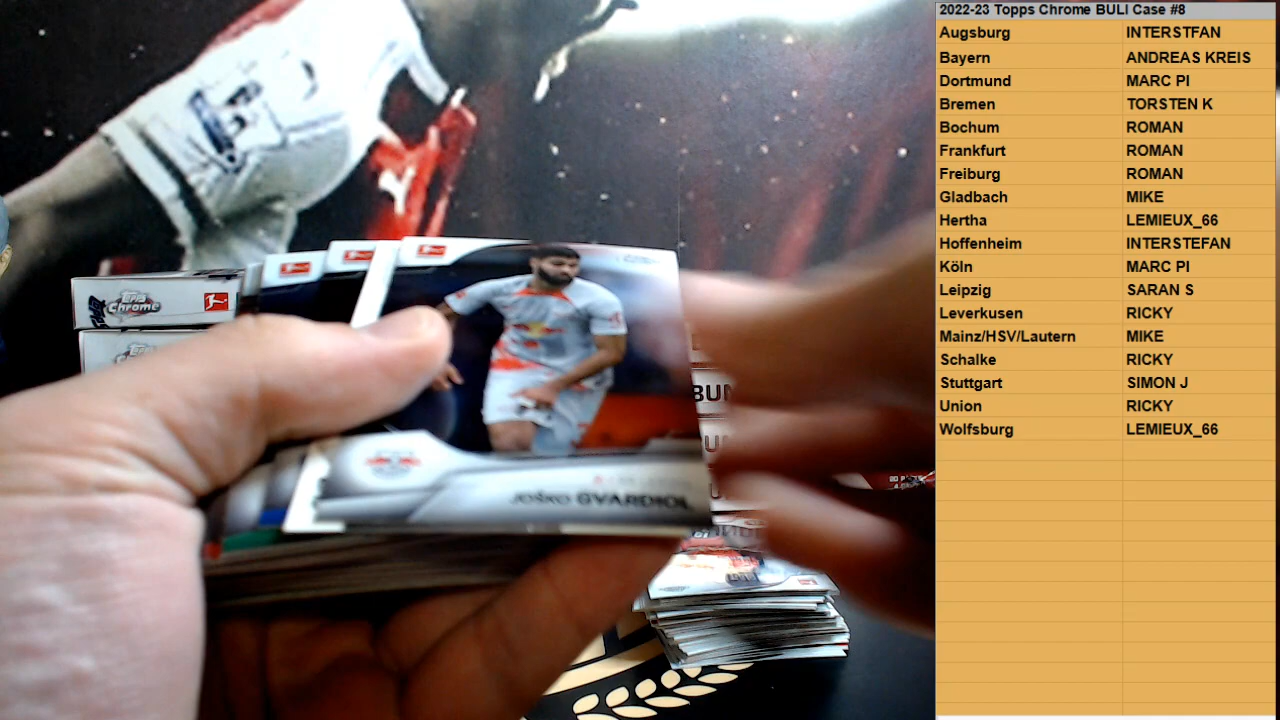 2022-23 Topps Chrome BULI Case #8
Augsburg INTERSTFAN
Bayern ANDREAS KREIS
Dortmund MARC PI
Bremen TORSTEN K
Bochum ROMAN
Frankfurt ROMAN
Freiburg ROMAN
Gladbach MIKE
Hertha LEMIEUX_66
Hoffenheim INTERSTEFAN
Köln MARC PI
Leipzig SARAN S
Leverkusen RICKY
Mainz/HSV/Lautern MIKE
Schalke RICKY
Stuttgart SIMON J
Union RICKY
Wolfsburg LEMIEUX_66
Topps Chrome
JOŠKO GVARDIOL
BUN